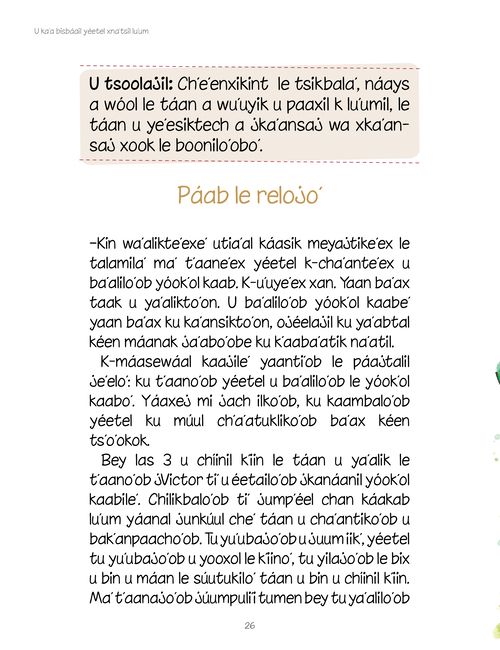 U ka'a bisbáail yéetel xna'tsil lu'um
U tsoolajil: Ch'e'enxikint le tsikbala', náays
a wóol le táan a wu'uyik u paaxil k lu'umil, le
táan u ye'esiktech a jka'ansaj wa xka'an-
saj xook le boonilo'obo'.
Páab le relojo'
–Kin wa'alikte'exe' utia'al káasik meyajtike'ex le
talamila' ma' t'aane'ex yéetel k-cha'ante'ex u
ba'alilo'ob yóok'ol kaab. K-u'uye'ex xan. Yaan ba'ax
taak u ya'alikto'on. U ba'alilo'ob yóok'ol kaabe'
yaan ba'ax ku ka'ansikto'on, ojéelajil ku ya'abtal
kéen máanak ja'abo'obe ku k'aaba'atik na'atil.
K-máasewáal kaajile' yaanti'ob le páajtalil
je'elo': ku t'aano'ob yéetel u ba'alilo'ob le yóok'ol
kaabo'. Yáaxej mi jach ilko'ob, ku kaambalo'ob
yéetel ku múul ch'a'atukliko'ob ba'ax kéen
ts'o'okok.
Bey las 3 u chíinil k'iin le táan u ya'alik le
t'aano'ob jVictor ti' u éetailo'ob jkanáanil yóok'ol
kaabile'. Chilikbalo'ob ti' jump'éel chan káakab
lu'um yáanal junkúul che' táan u cha'antiko'ob u
bak'anpaacho'ob. Tu yu'ubajo'ob u juum iik', yéetel
tu yu'ubajo'ob u yooxol le k'iino', tu yilajo'ob le bix
u bin u máan le súutukilo' táan u bin u chíinil k'iin.
Ma' t'aanajo'ob júumpulii tumen bey tu ya'alilo'ob
26